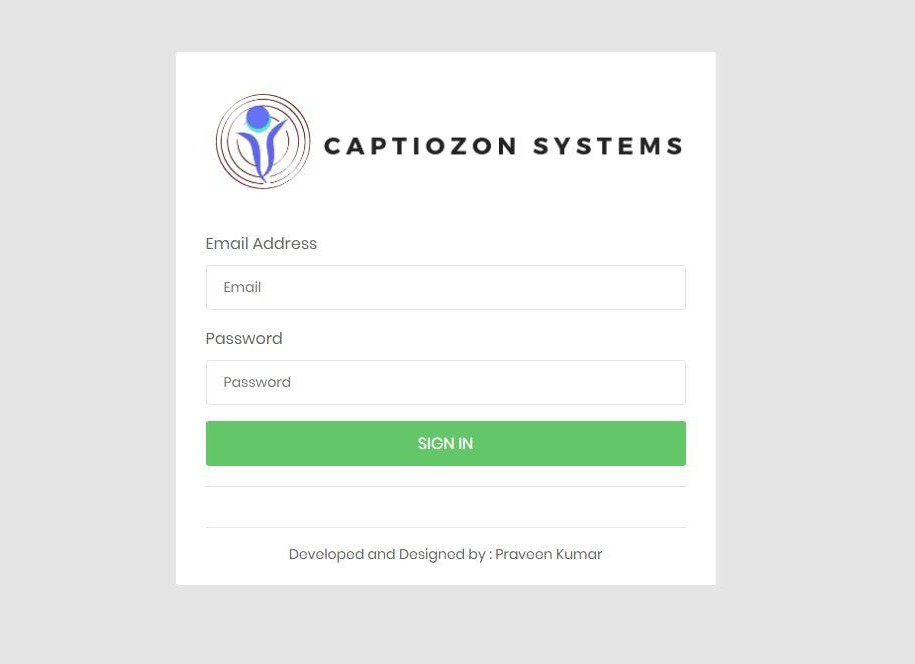 CAPTIOZON SYSTEMS
Email Address
Email
Password
Password
SIGN IN
Developed and Designed by : Praveen Kumar